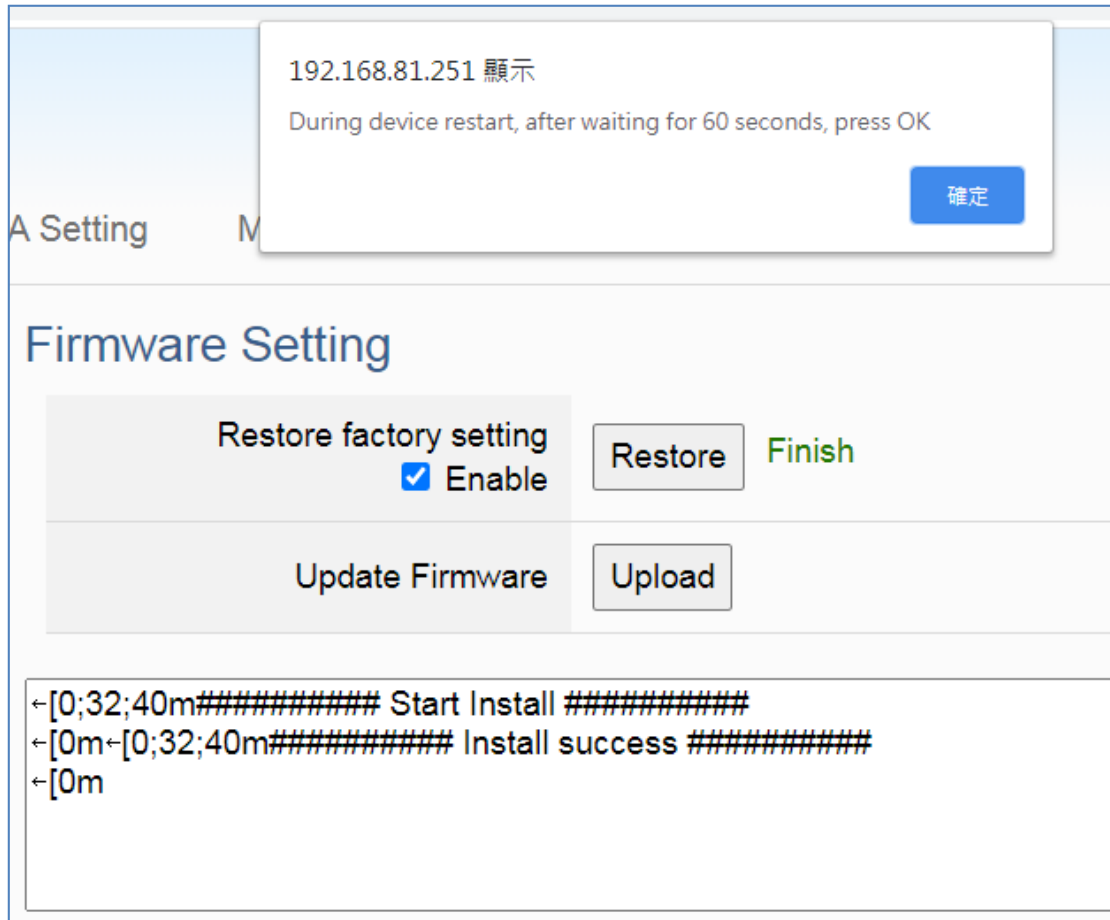 192.168.81.251 顯示
During device restart, after waiting for 60 seconds, press OK
確定
A Setting M
Firmware Setting
Restore factory setting
Enable
Restore Finish
Update Firmware Upload
←[0;32;40m########## Start Install ##########
←[0m←[0;32;40m########## Install success ##########
←[0m